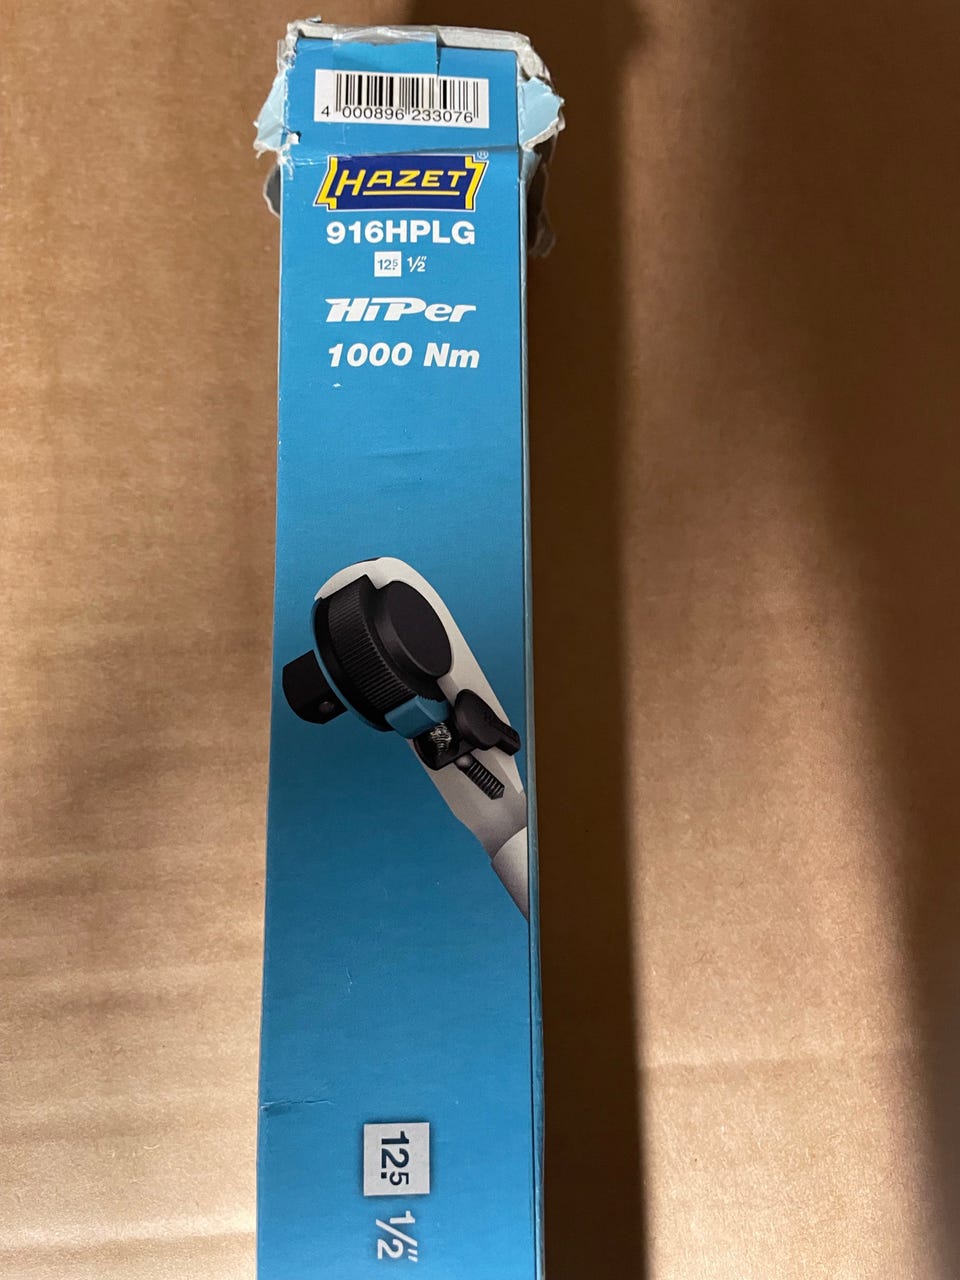 4 000896 233076
HAZET®
916HPLG
12,5 1/2"
HiPer
1000 Nm
12,5 1/2"